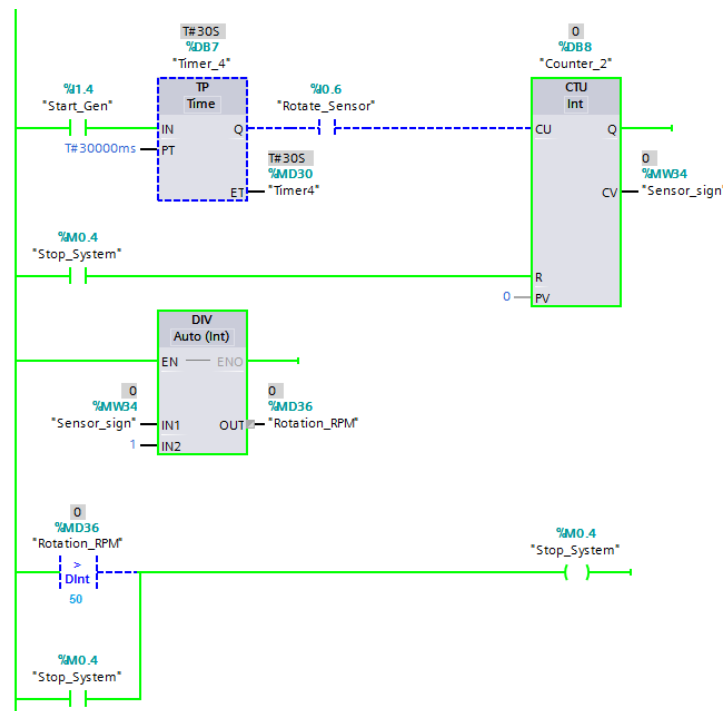 T#30S
%DB7
"Timer_4"
0
%DB8
"Counter_2"
%I1.4
"Start_Gen"
TP
Time
%I0.6
"Rotate_Sensor"
CTU
Int
IN
Q
CU
Q
T#30000ms
PT
T#30S
%MD30
"Timer4"
ET
0
%MW34
"Sensor_sign"
CV
%M0.4
"Stop_System"
R
0
PV
DIV
Auto (Int)
EN
ENO
0
%MW34
"Sensor_sign"
IN1
0
%MD36
"Rotation_RPM"
OUT
1
IN2
0
%MD36
"Rotation_RPM"
>
DInt
50
%M0.4
"Stop_System"
%M0.4
"Stop_System"